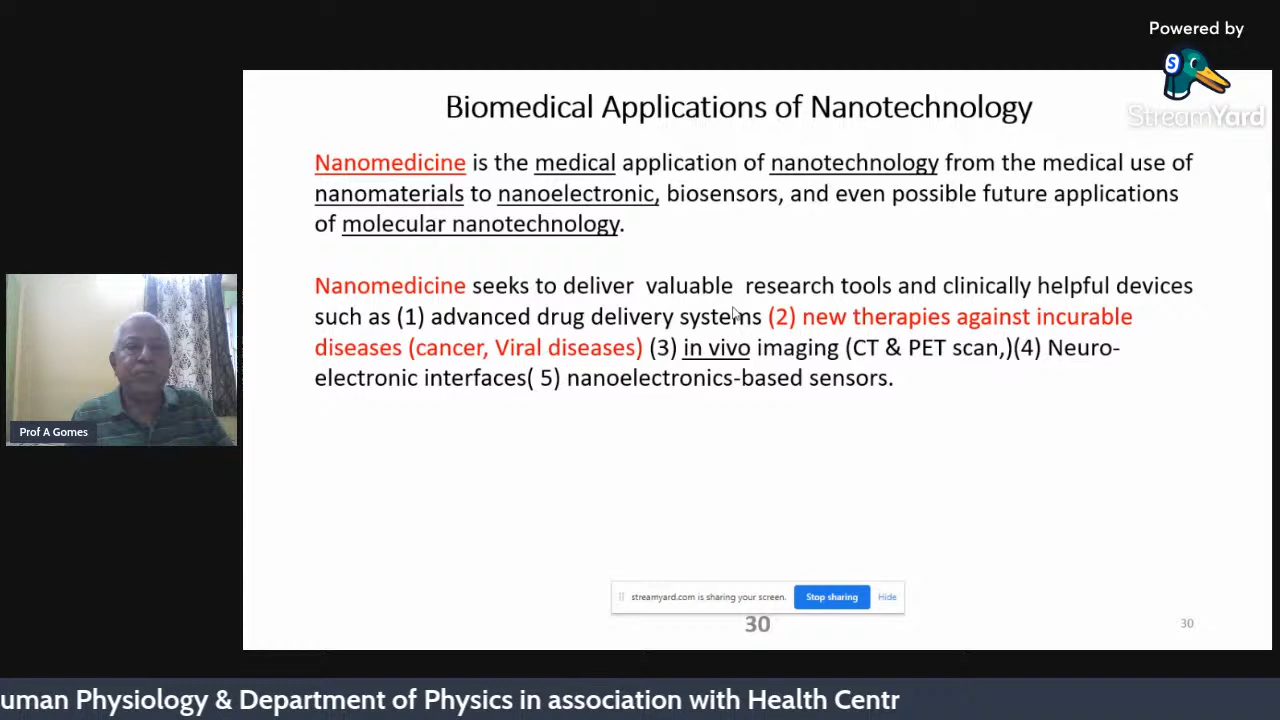 Powered by
StreamYard
Biomedical Applications of Nanotechnology
Nanomedicine is the medical application of nanotechnology from the medical use of
nanomaterials to nanoelectronic, biosensors, and even possible future applications
of molecular nanotechnology.
Nanomedicine seeks to deliver valuable research tools and clinically helpful devices
such as (1) advanced drug delivery systems (2) new therapies against incurable
diseases (cancer, Viral diseases) (3) in vivo imaging (CT & PET scan,)(4) Neuro-
electronic interfaces( 5) nanoelectronics-based sensors.
Prof A Gomes
streamyard.com is sharing your screen. Stop sharing Hide
30
30
uman Physiology & Department of Physics in association with Health Centr